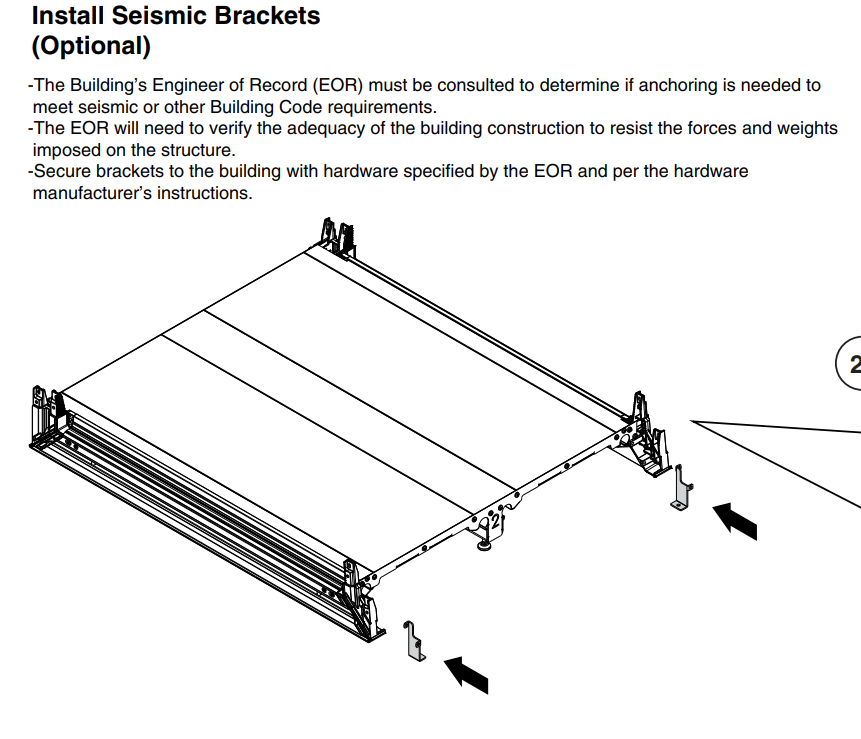 Install Seismic Brackets
(Optional)
-The Building's Engineer of Record (EOR) must be consulted to determine if anchoring is needed to
meet seismic or other Building Code requirements.
-The EOR will need to verify the adequacy of the building construction to resist the forces and weights
imposed on the structure.
-Secure brackets to the building with hardware specified by the EOR and per the hardware
manufacturer's instructions.
2
2